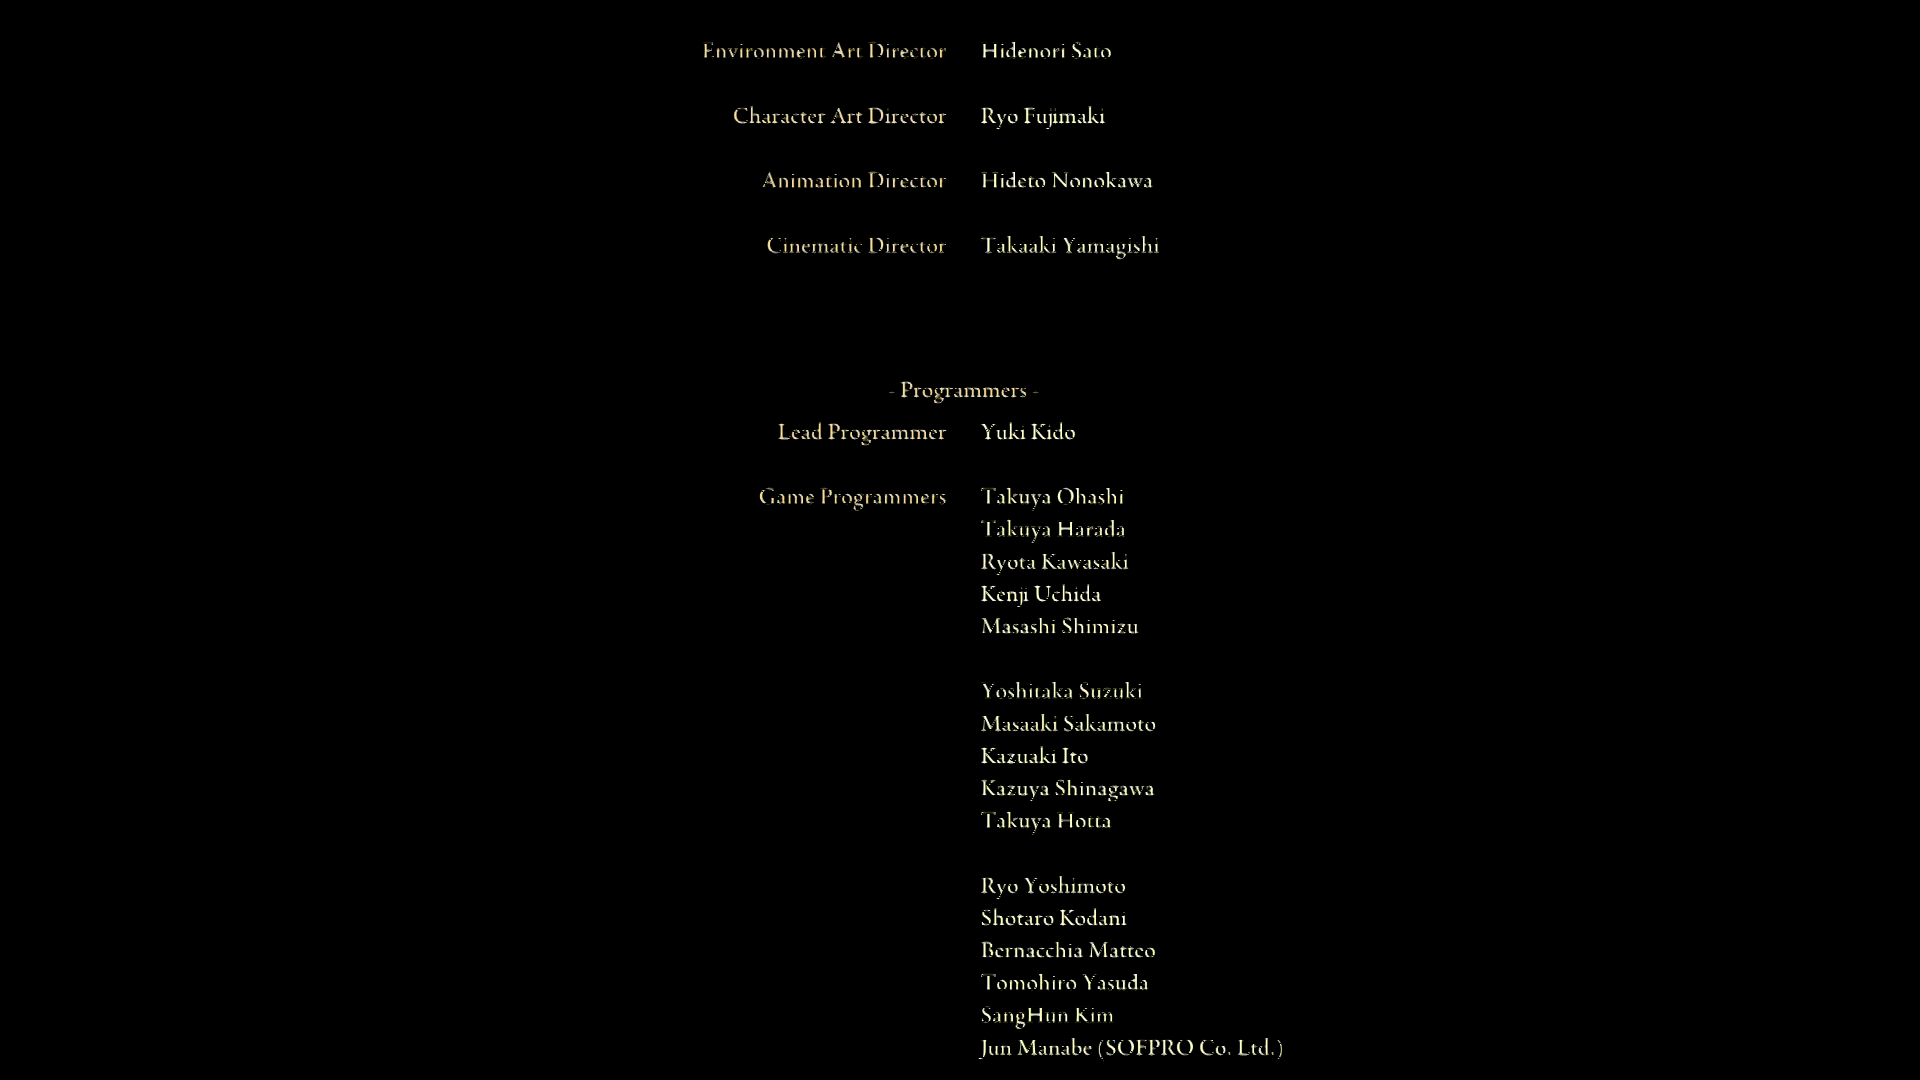 Environment Art Director Hidenori Sato
Character Art Director Ryo Fujimaki
Animation Director Hideto Nonokawa
Cinematic Director Takaaki Yamagishi
- Programmers -
Lead Programmer Yuki Kido
Game Programmers Takuya Ohashi
Takuya Harada
Ryota Kawasaki
Kenji Uchida
Masashi Shimizu
Yoshitaka Suzuki
Masaaki Sakamoto
Kazuaki Ito
Kazuya Shinagawa
Takuya Hotta
Ryo Yoshimoto
Shotaro Kodani
Bernacchia Matteo
Tomohiro Yasuda
SangHun Kim
Jun Manabe (SOFPRO Co. Ltd.)